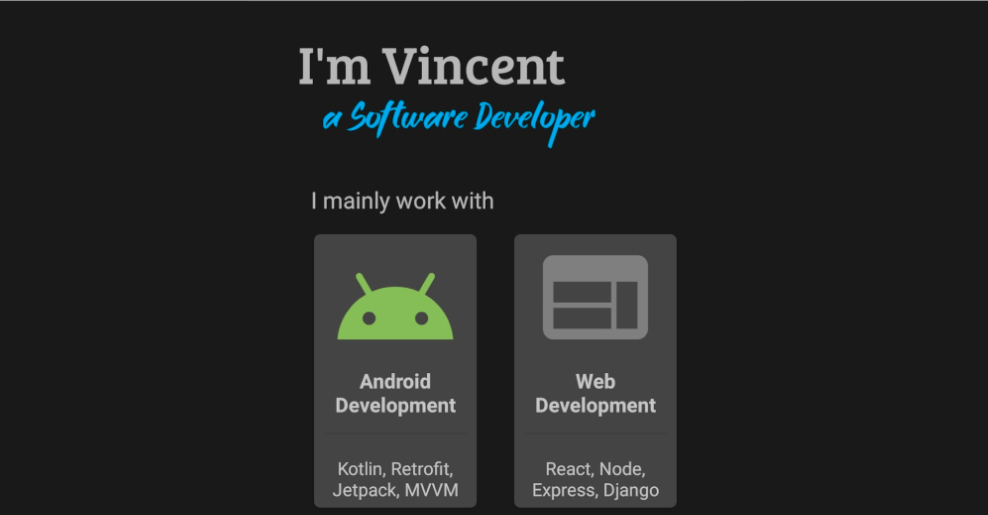 I'm Vincent
a Software Developer
I mainly work with
Android
Development
Kotlin, Retrofit,
Jetpack, MVVM
Web
Development
React, Node,
Express, Django